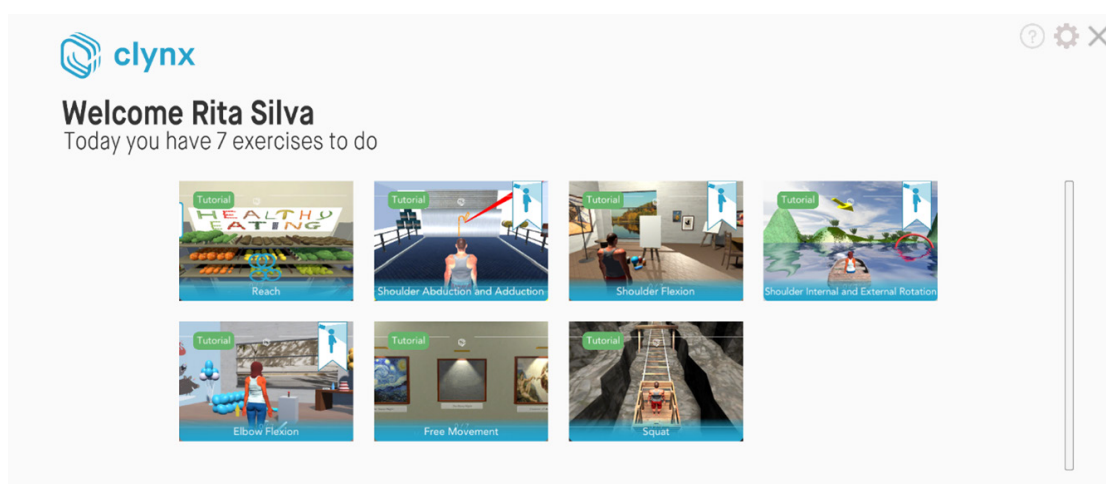 clynx
Welcome Rita Silva
Today you have 7 exercises to do
Tutorial
HEALTHY
EATING
Reach
Tutorial
Shoulder Abduction and Adduction
Tutorial
Shoulder Flexion
Tutorial
Shoulder Internal and External Rotation
Tutorial
Elbow Flexion
Tutorial
Free Movement
Tutorial
Squat